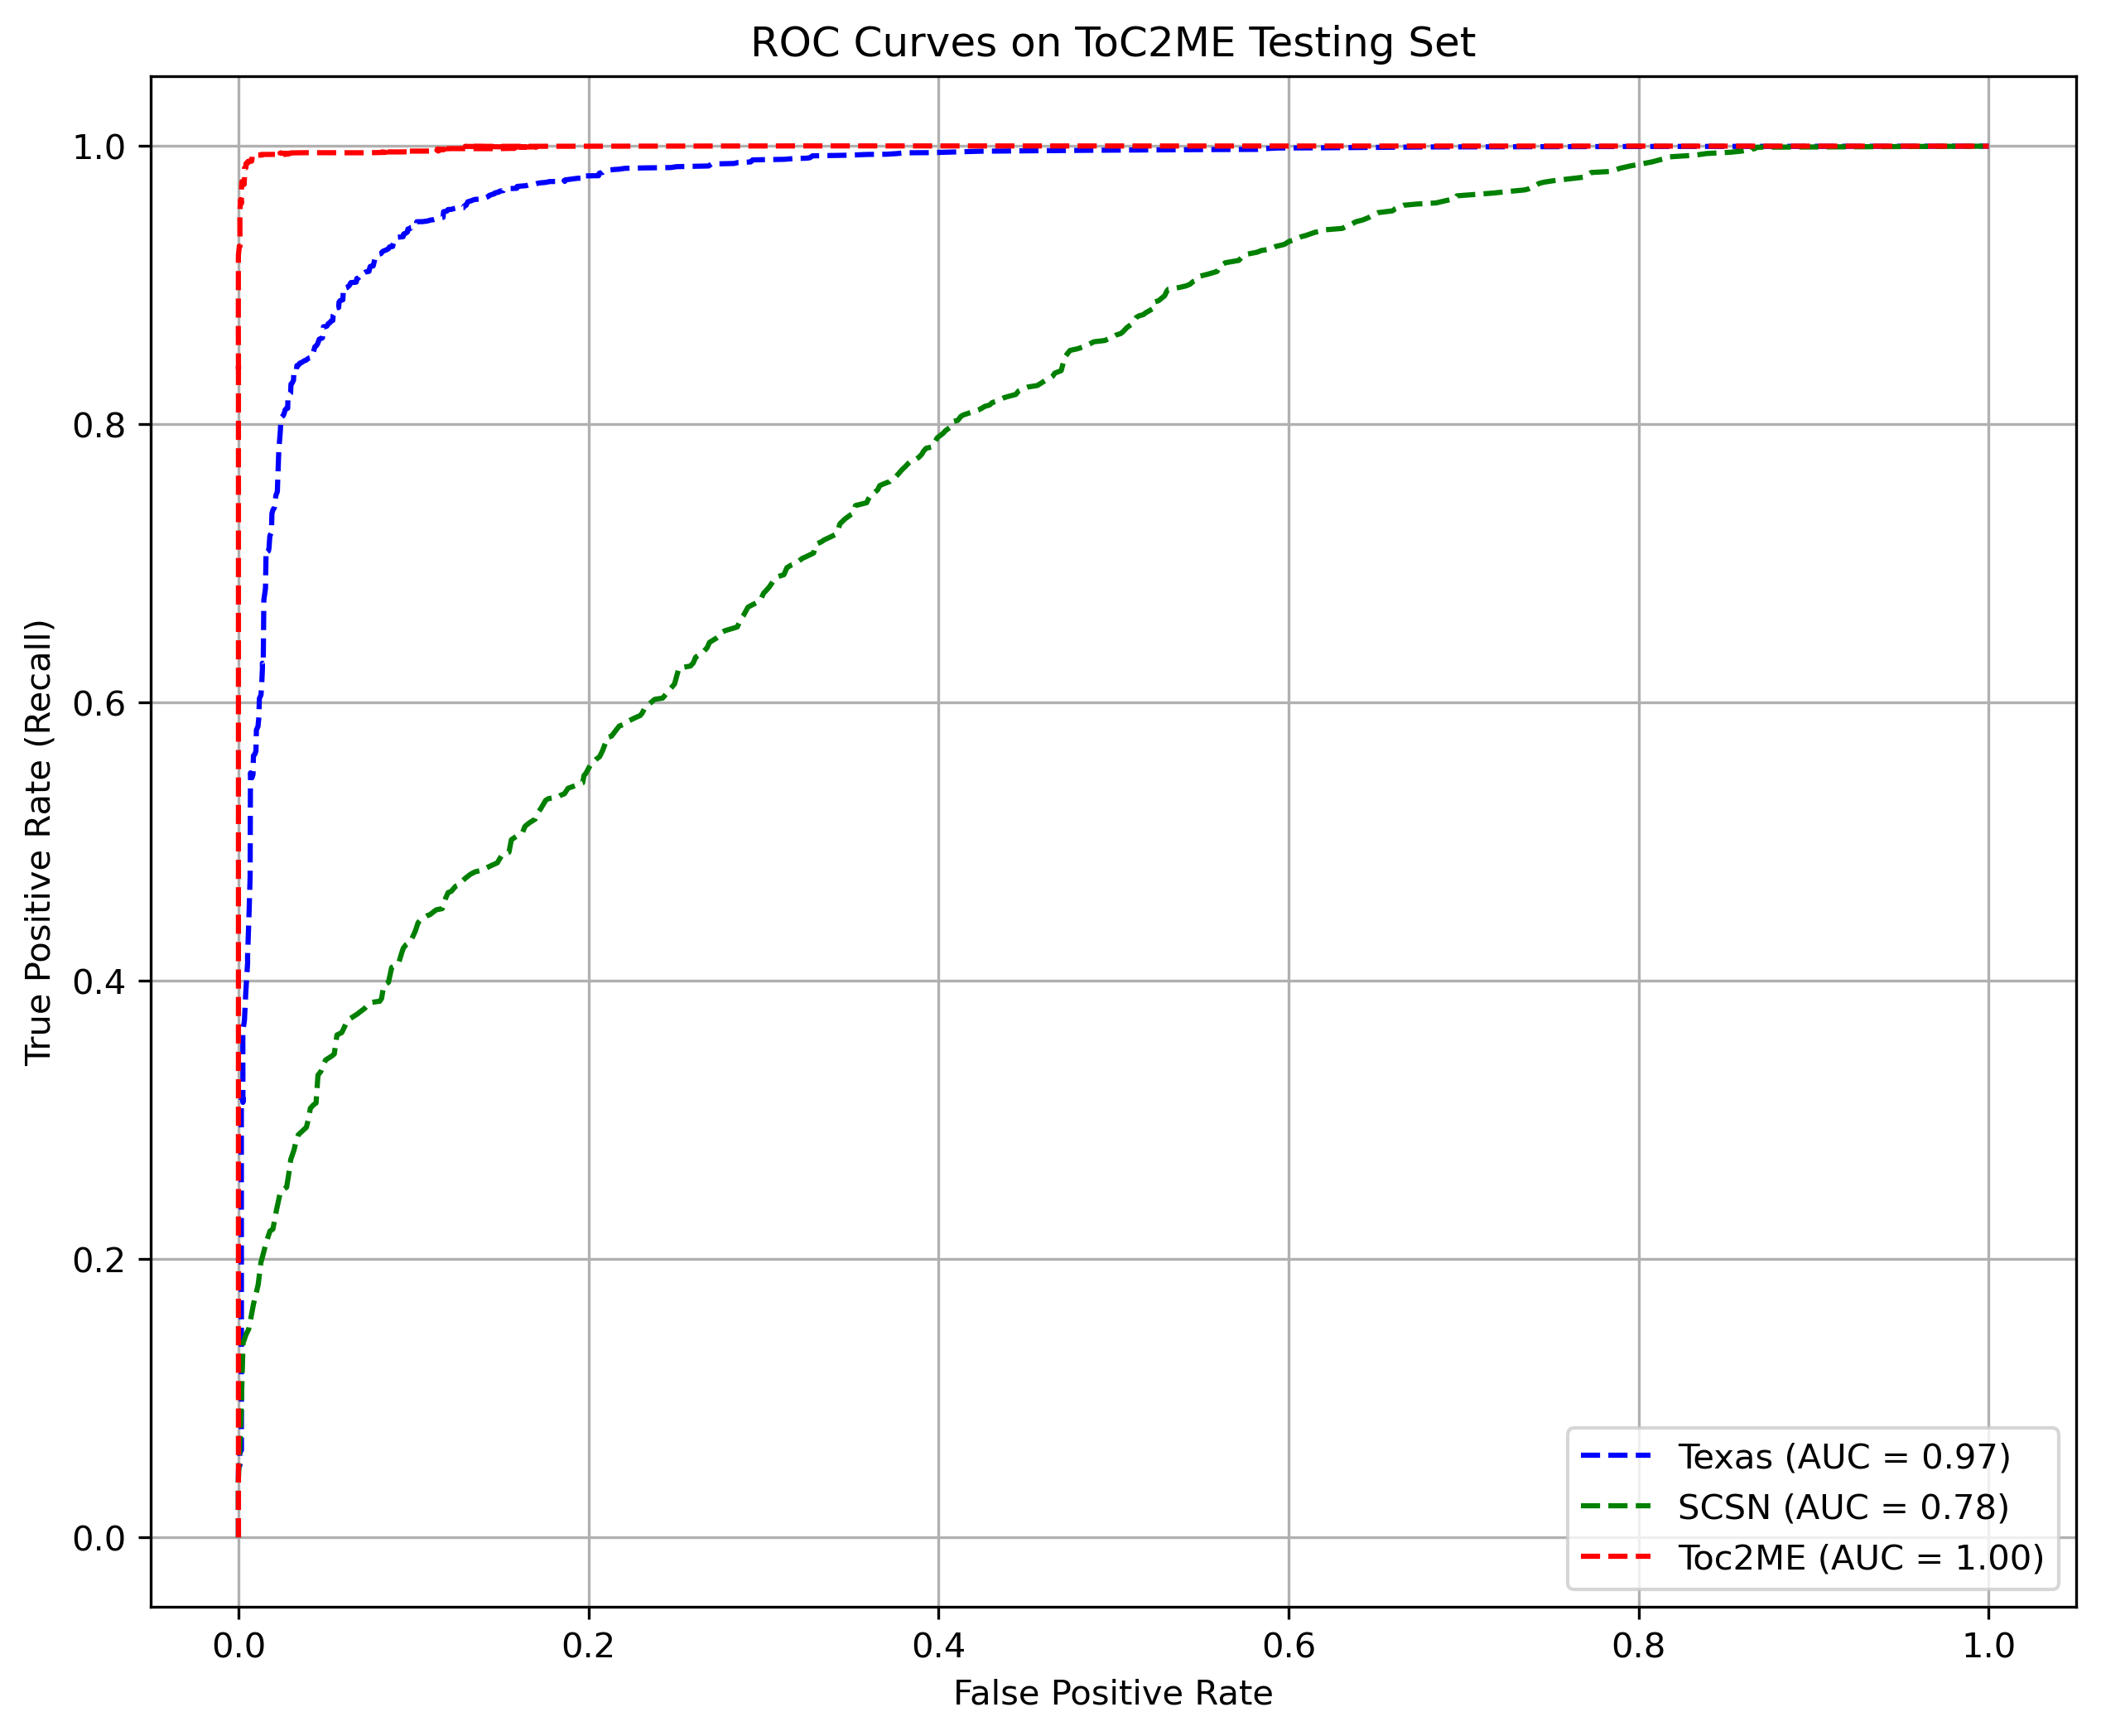 ROC Curves on ToC2ME Testing Set
True Positive Rate (Recall)
1.0
0.8
0.6
0.4
0.2
0.0
0.0 0.2 0.4 0.6 0.8 1.0
False Positive Rate
Texas (AUC = 0.97)
SCSN (AUC = 0.78)
Toc2ME (AUC = 1.00)